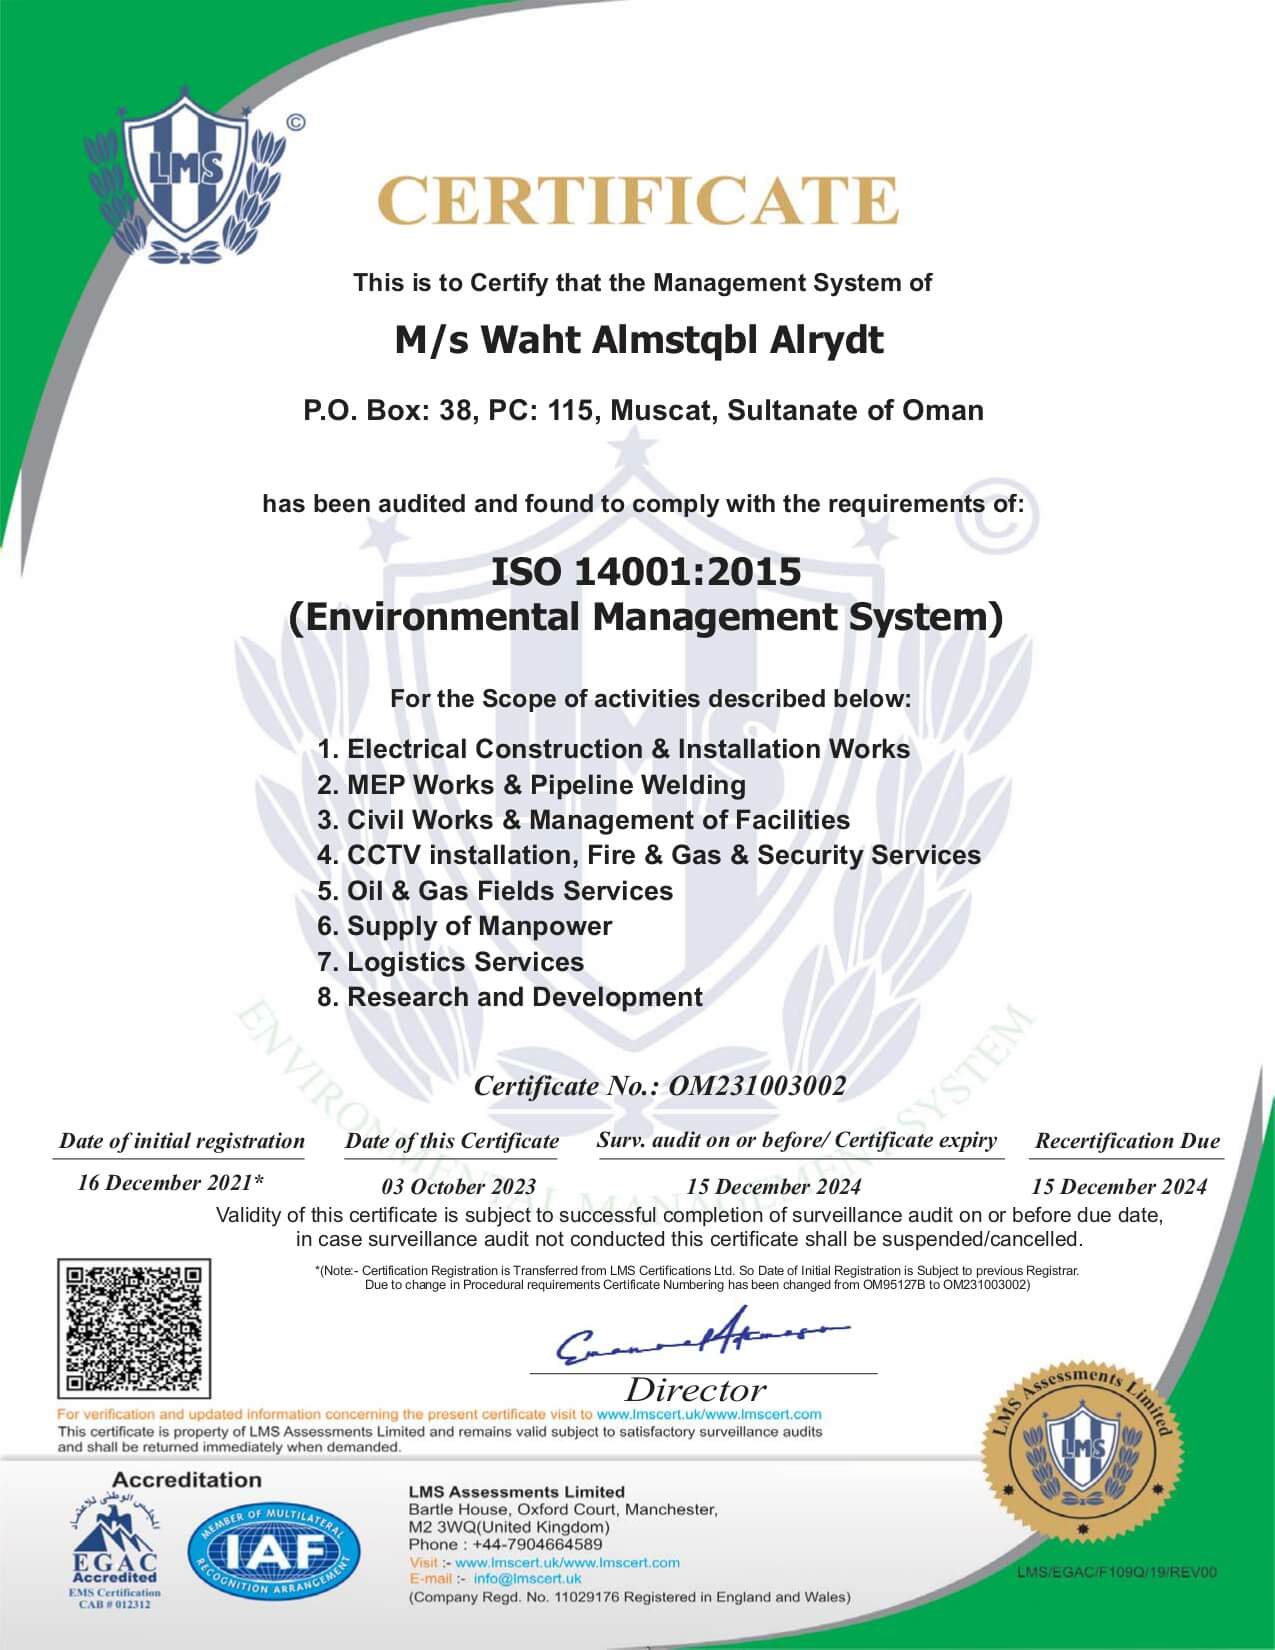 LMS
©
CERTIFICATE
This is to Certify that the Management System of
M/s Waht Almstqbl Alrydt
P.O. Box: 38, PC: 115, Muscat, Sultanate of Oman
has been audited and found to comply with the requirements of:
ISO 14001:2015
(Environmental Management System)
For the Scope of activities described below:
1. Electrical Construction & Installation Works
2. MEP Works & Pipeline Welding
3. Civil Works & Management of Facilities
4. CCTV installation, Fire & Gas & Security Services
5. Oil & Gas Fields Services
6. Supply of Manpower
7. Logistics Services
8. Research and Development
LMS
©
ENVIRONMENTAL MANAGEMENT SYSTEM
Certificate No.: OM231003002
Date of initial registration
16 December 2021*
Date of this Certificate
03 October 2023
Surv. audit on or before/ Certificate expiry
15 December 2024
Recertification Due
15 December 2024
Validity of this certificate is subject to successful completion of surveillance audit on or before due date,
in case surveillance audit not conducted this certificate shall be suspended/cancelled.
*(Note:- Certification Registration is Transferred from LMS Certifications Ltd. So Date of Initial Registration is Subject to previous Registrar.
Due to change in Procedural requirements Certificate Numbering has been changed from OM95127B to OM231003002)
Director
For verification and updated information concerning the present certificate visit to www.lmscert.uk/www.lmscert.com
This certificate is property of LMS Assessments Limited and remains valid subject to satisfactory surveillance audits
and shall be returned immediately when demanded.
LMS Assessments Limited
LMS
Accreditation
المجلس الوطنى للاعتماد
EGAC
Accredited
EMS Certification
CAB # 012312
MEMBER OF MULTILATERAL
IAF
RECOGNITION ARRANGEMENT
LMS Assessments Limited
Bartle House, Oxford Court, Manchester,
M2 3WQ(United Kingdom)
Phone : +44-7904664589
Visit :- www.lmscert.uk/www.lmscert.com
E-mail :- info@lmscert.uk
(Company Regd. No. 11029176 Registered in England and Wales)
LMS/EGAC/F109Q/19/REV00